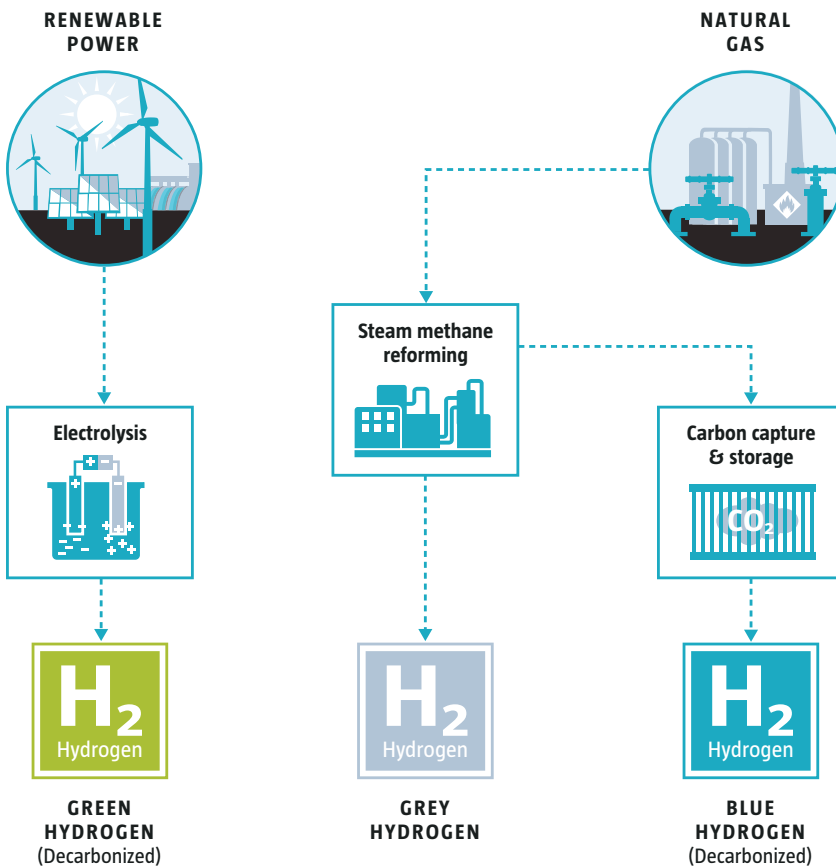 RENEWABLE
POWER
NATURAL
GAS
Steam methane
reforming
Electrolysis
+ -
Carbon capture
& storage
CO₂
H₂
Hydrogen
H₂
Hydrogen
H₂
Hydrogen
GREEN
HYDROGEN
(Decarbonized)
GREY
HYDROGEN
BLUE
HYDROGEN
(Decarbonized)